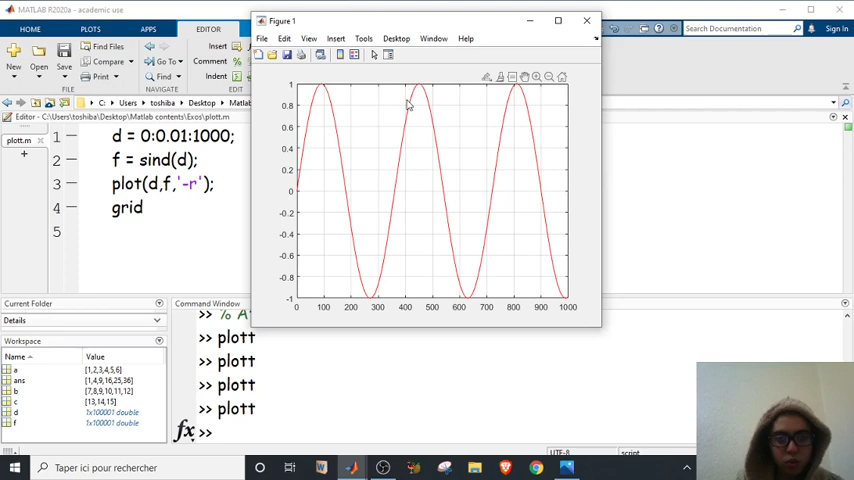 MATLAB R2020a - academic use
HOME PLOTS APPS EDITOR
Search Documentation
Sign In
New Open Save
Find Files
Compare
Print
Go To
Find
Insert
Comment
Indent
FILE
NAVIGATE
C: Users toshiba Desktop
Editor - C:\Users\toshiba\Desktop\Matlab contents\Exos\plott.m
plott.m
1 d = 0:0.01:1000;
2 f = sind(d);
3 plot(d,f,'-r');
4 grid
5
Figure 1
File Edit View Insert Tools Desktop Window Help
1
0.8
0.6
0.4
0.2
0
-0.2
-0.4
-0.6
-0.8
-1
0 100 200 300 400 500 600 700 800 900 1000
Current Folder
Details
Workspace
Name Value
a [1,2,3,4,5,6]
ans [1,4,9,16,25,36]
b [7,8,9,10,11,12]
c [13,14,15]
d 1x100001 double
f 1x100001 double
Command Window
>> plott
>> plott
>> plott
>> plott
fx >>
UTF-8
script
Taper ici pour rechercher